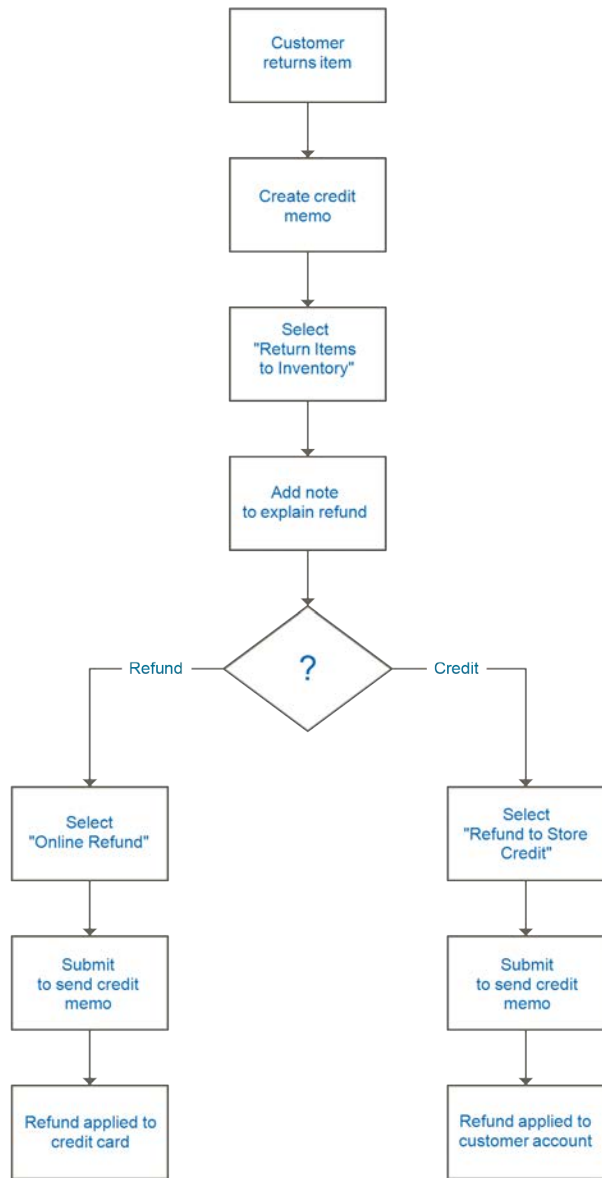 Customer
returns item
Create credit
memo
Select
"Return Items
to Inventory"
Add note
to explain refund
?
Refund
Credit
Select
"Online Refund"
Select
"Refund to Store
Credit"
Submit
to send credit
memo
Submit
to send credit
memo
Refund applied to
credit card
Refund applied to
customer account